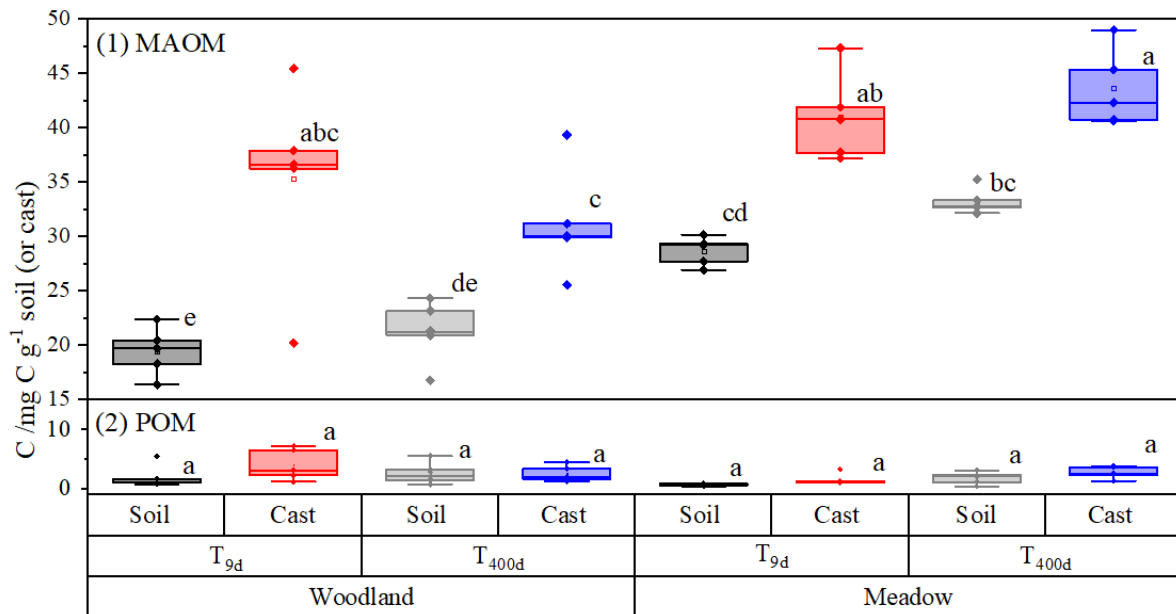 50
(1) MAOM
a
45
ab
abc
40
c
bc
35
cd
30
de
25
e
20
15
C /mg C g⁻¹ soil (or cast)
(2) POM
10
a a a a a a a a
0
Soil Cast Soil Cast Soil Cast Soil Cast
T₉d T₄₀₀d T₉d T₄₀₀d
Woodland Meadow